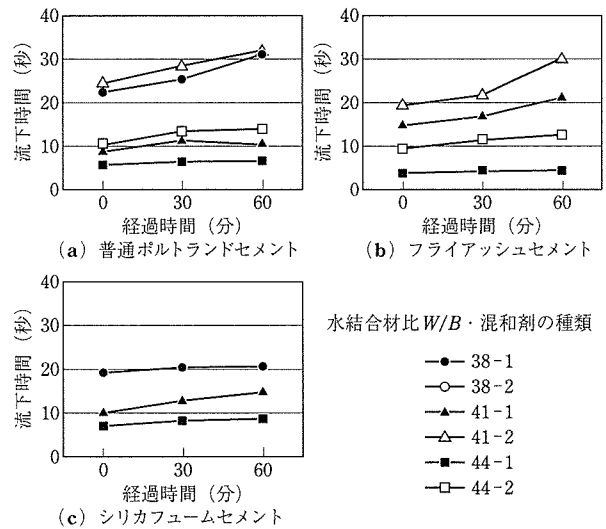 40
30
20
10
0
流下時間（秒）
0 30 60
経過時間（分）
(a) 普通ポルトランドセメント
40
30
20
10
0
流下時間（秒）
0 30 60
経過時間（分）
(b) フライアッシュセメント
40
30
20
10
0
流下時間（秒）
0 30 60
経過時間（分）
(c) シリカフュームセメント
水結合材比W/B・混和剤の種類
38-1
38-2
41-1
41-2
44-1
44-2